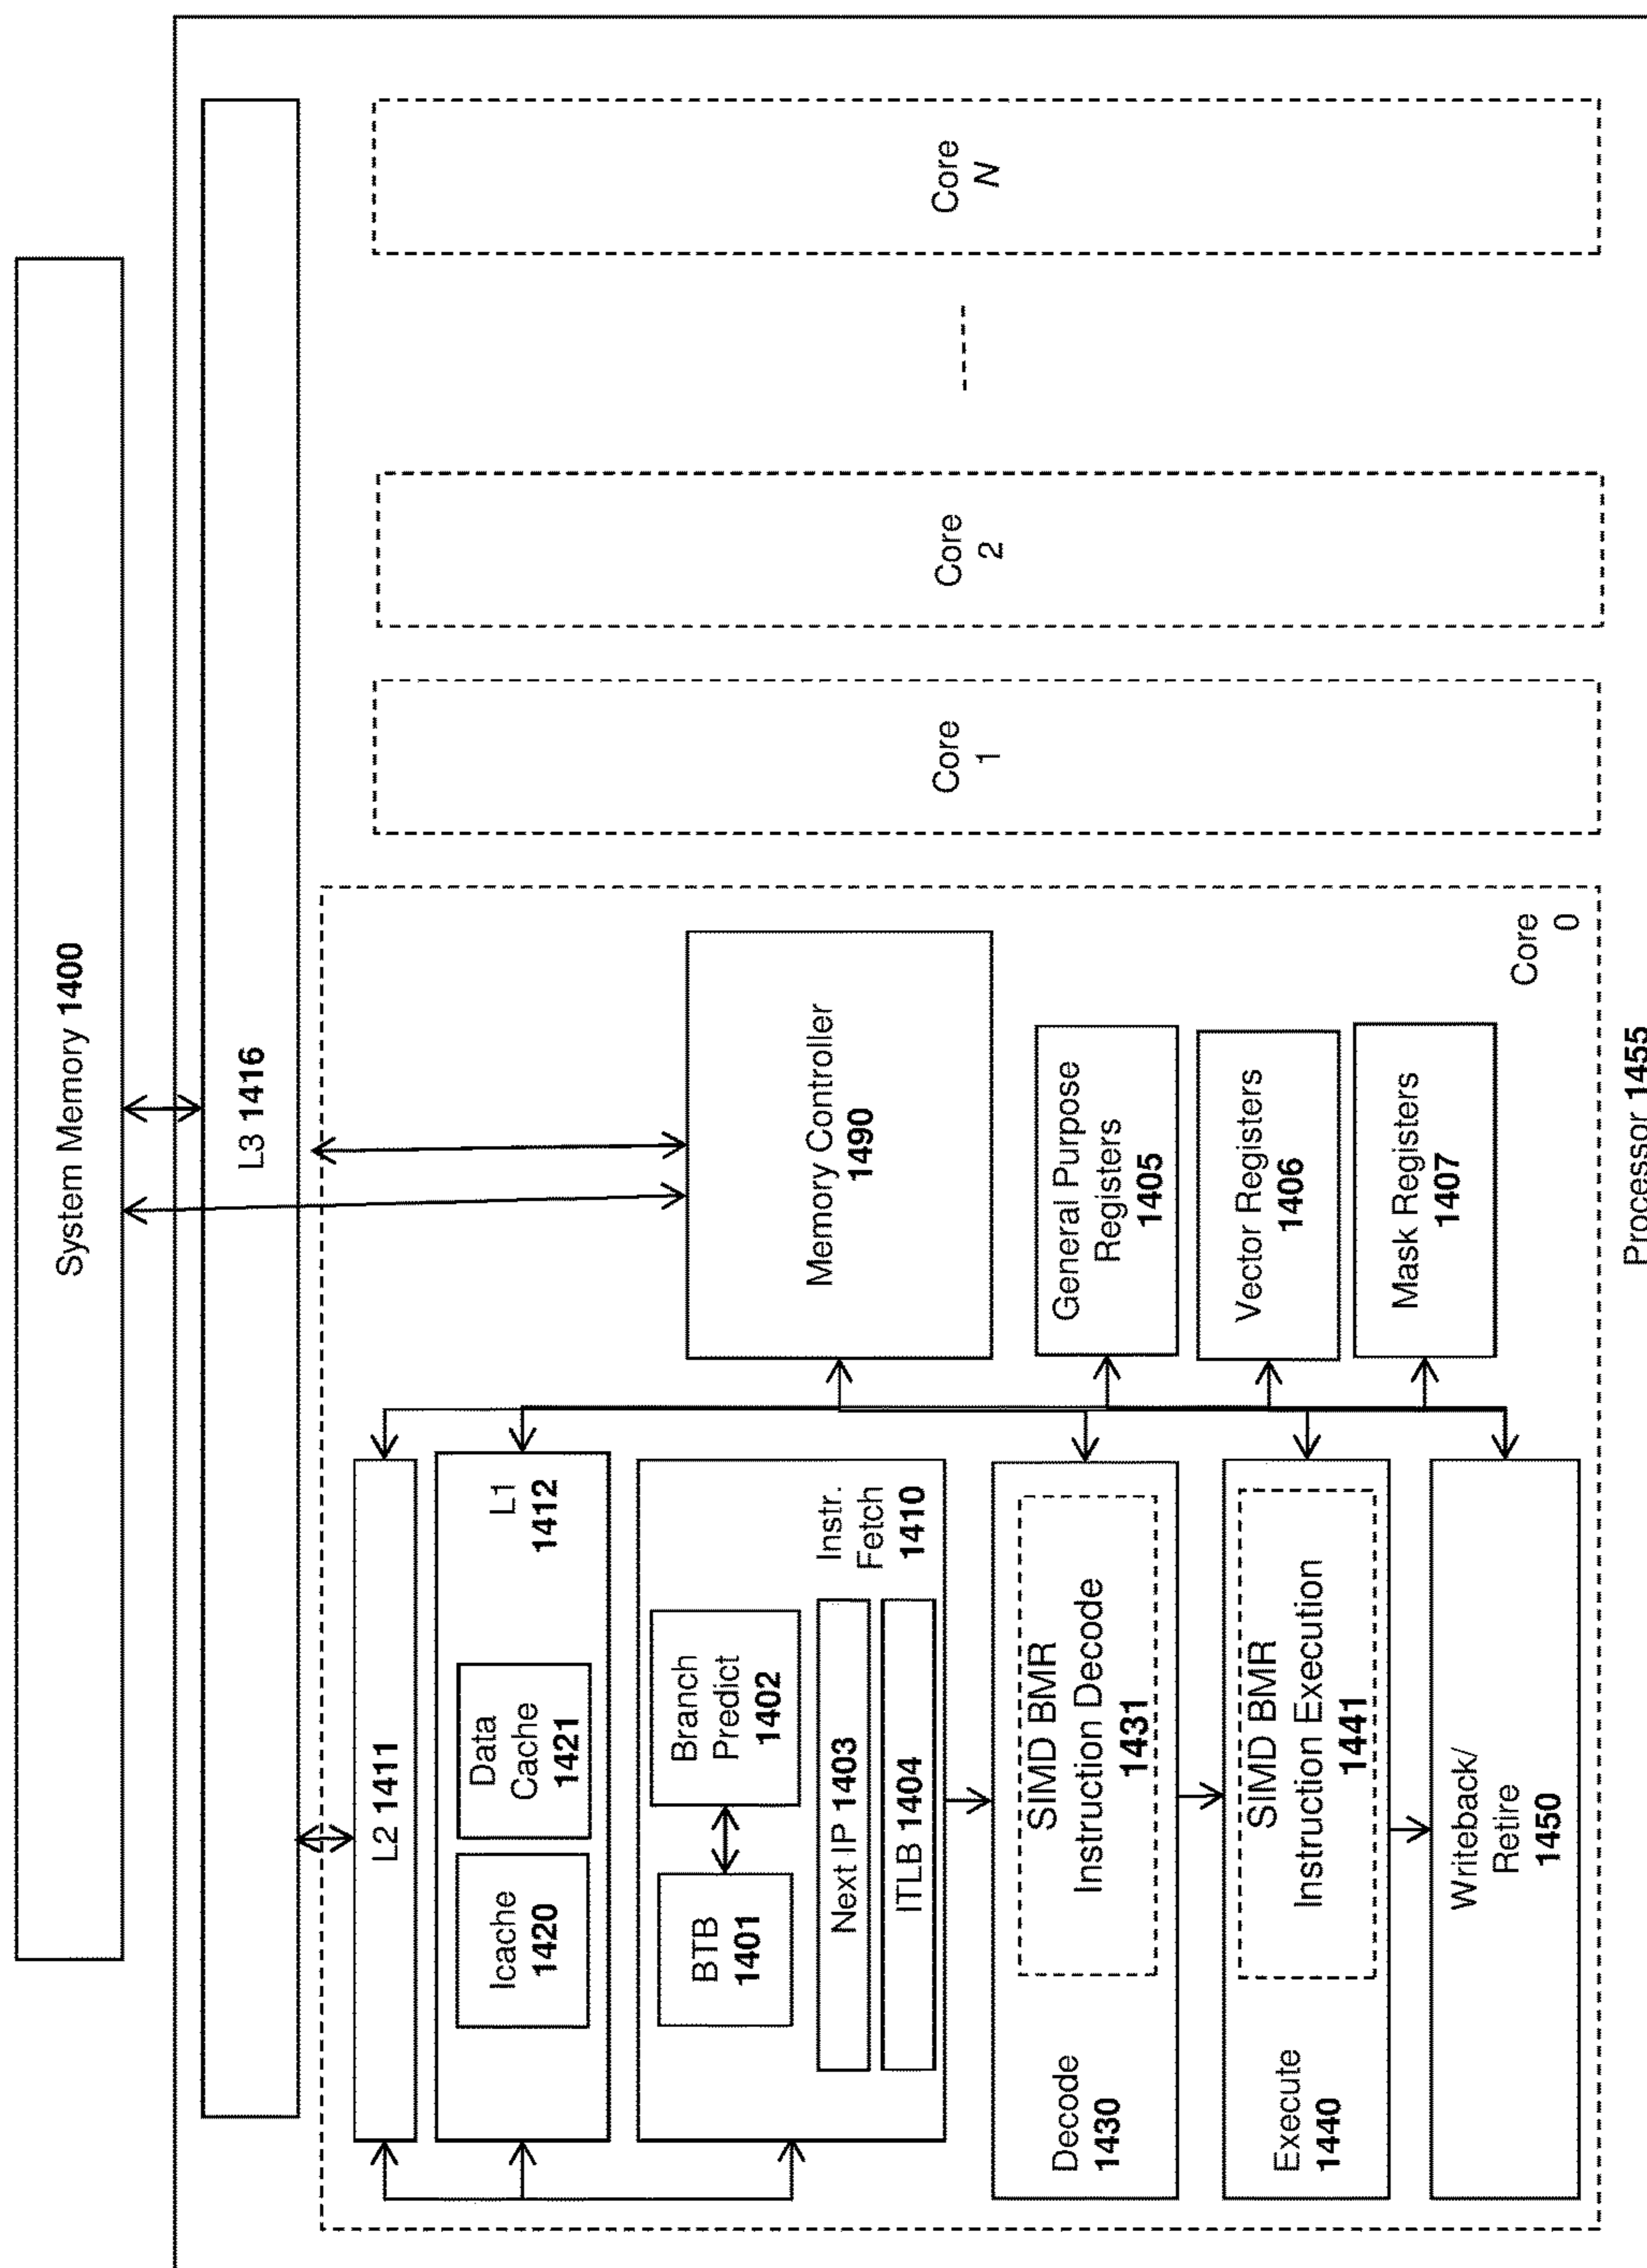 System Memory 1400
L3 1416
L2 1411
Icache
1420
Data
Cache
1421
L1
1412
BTB
1401
Branch
Predict
1402
Next IP 1403
ITLB 1404
Instr.
Fetch
1410
Decode
1430
SIMD BMR
Instruction Decode
1431
Execute
1440
SIMD BMR
Instruction Execution
1441
Writeback/
Retire
1450
Memory Controller
1490
General Purpose
Registers
1405
Vector Registers
1406
Mask Registers
1407
Core
0
Core
1
Core
2
Core
N
Processor 1455